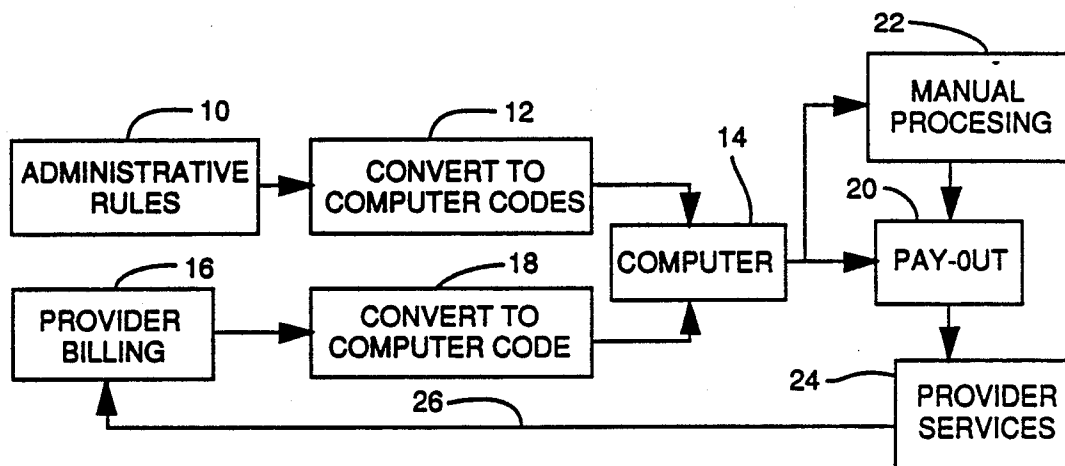 22
MANUAL
PROCESING
10
12
14
20
ADMINISTRATIVE
RULES
CONVERT TO
COMPUTER CODES
COMPUTER
PAY-0UT
16
18
PROVIDER
BILLING
CONVERT TO
COMPUTER CODE
24
PROVIDER
SERVICES
26